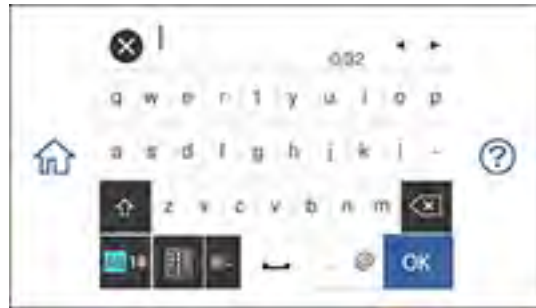 0/32
q w e r t y u i o p
a s d f g h j k l -
z x c v b n m
. @ OK